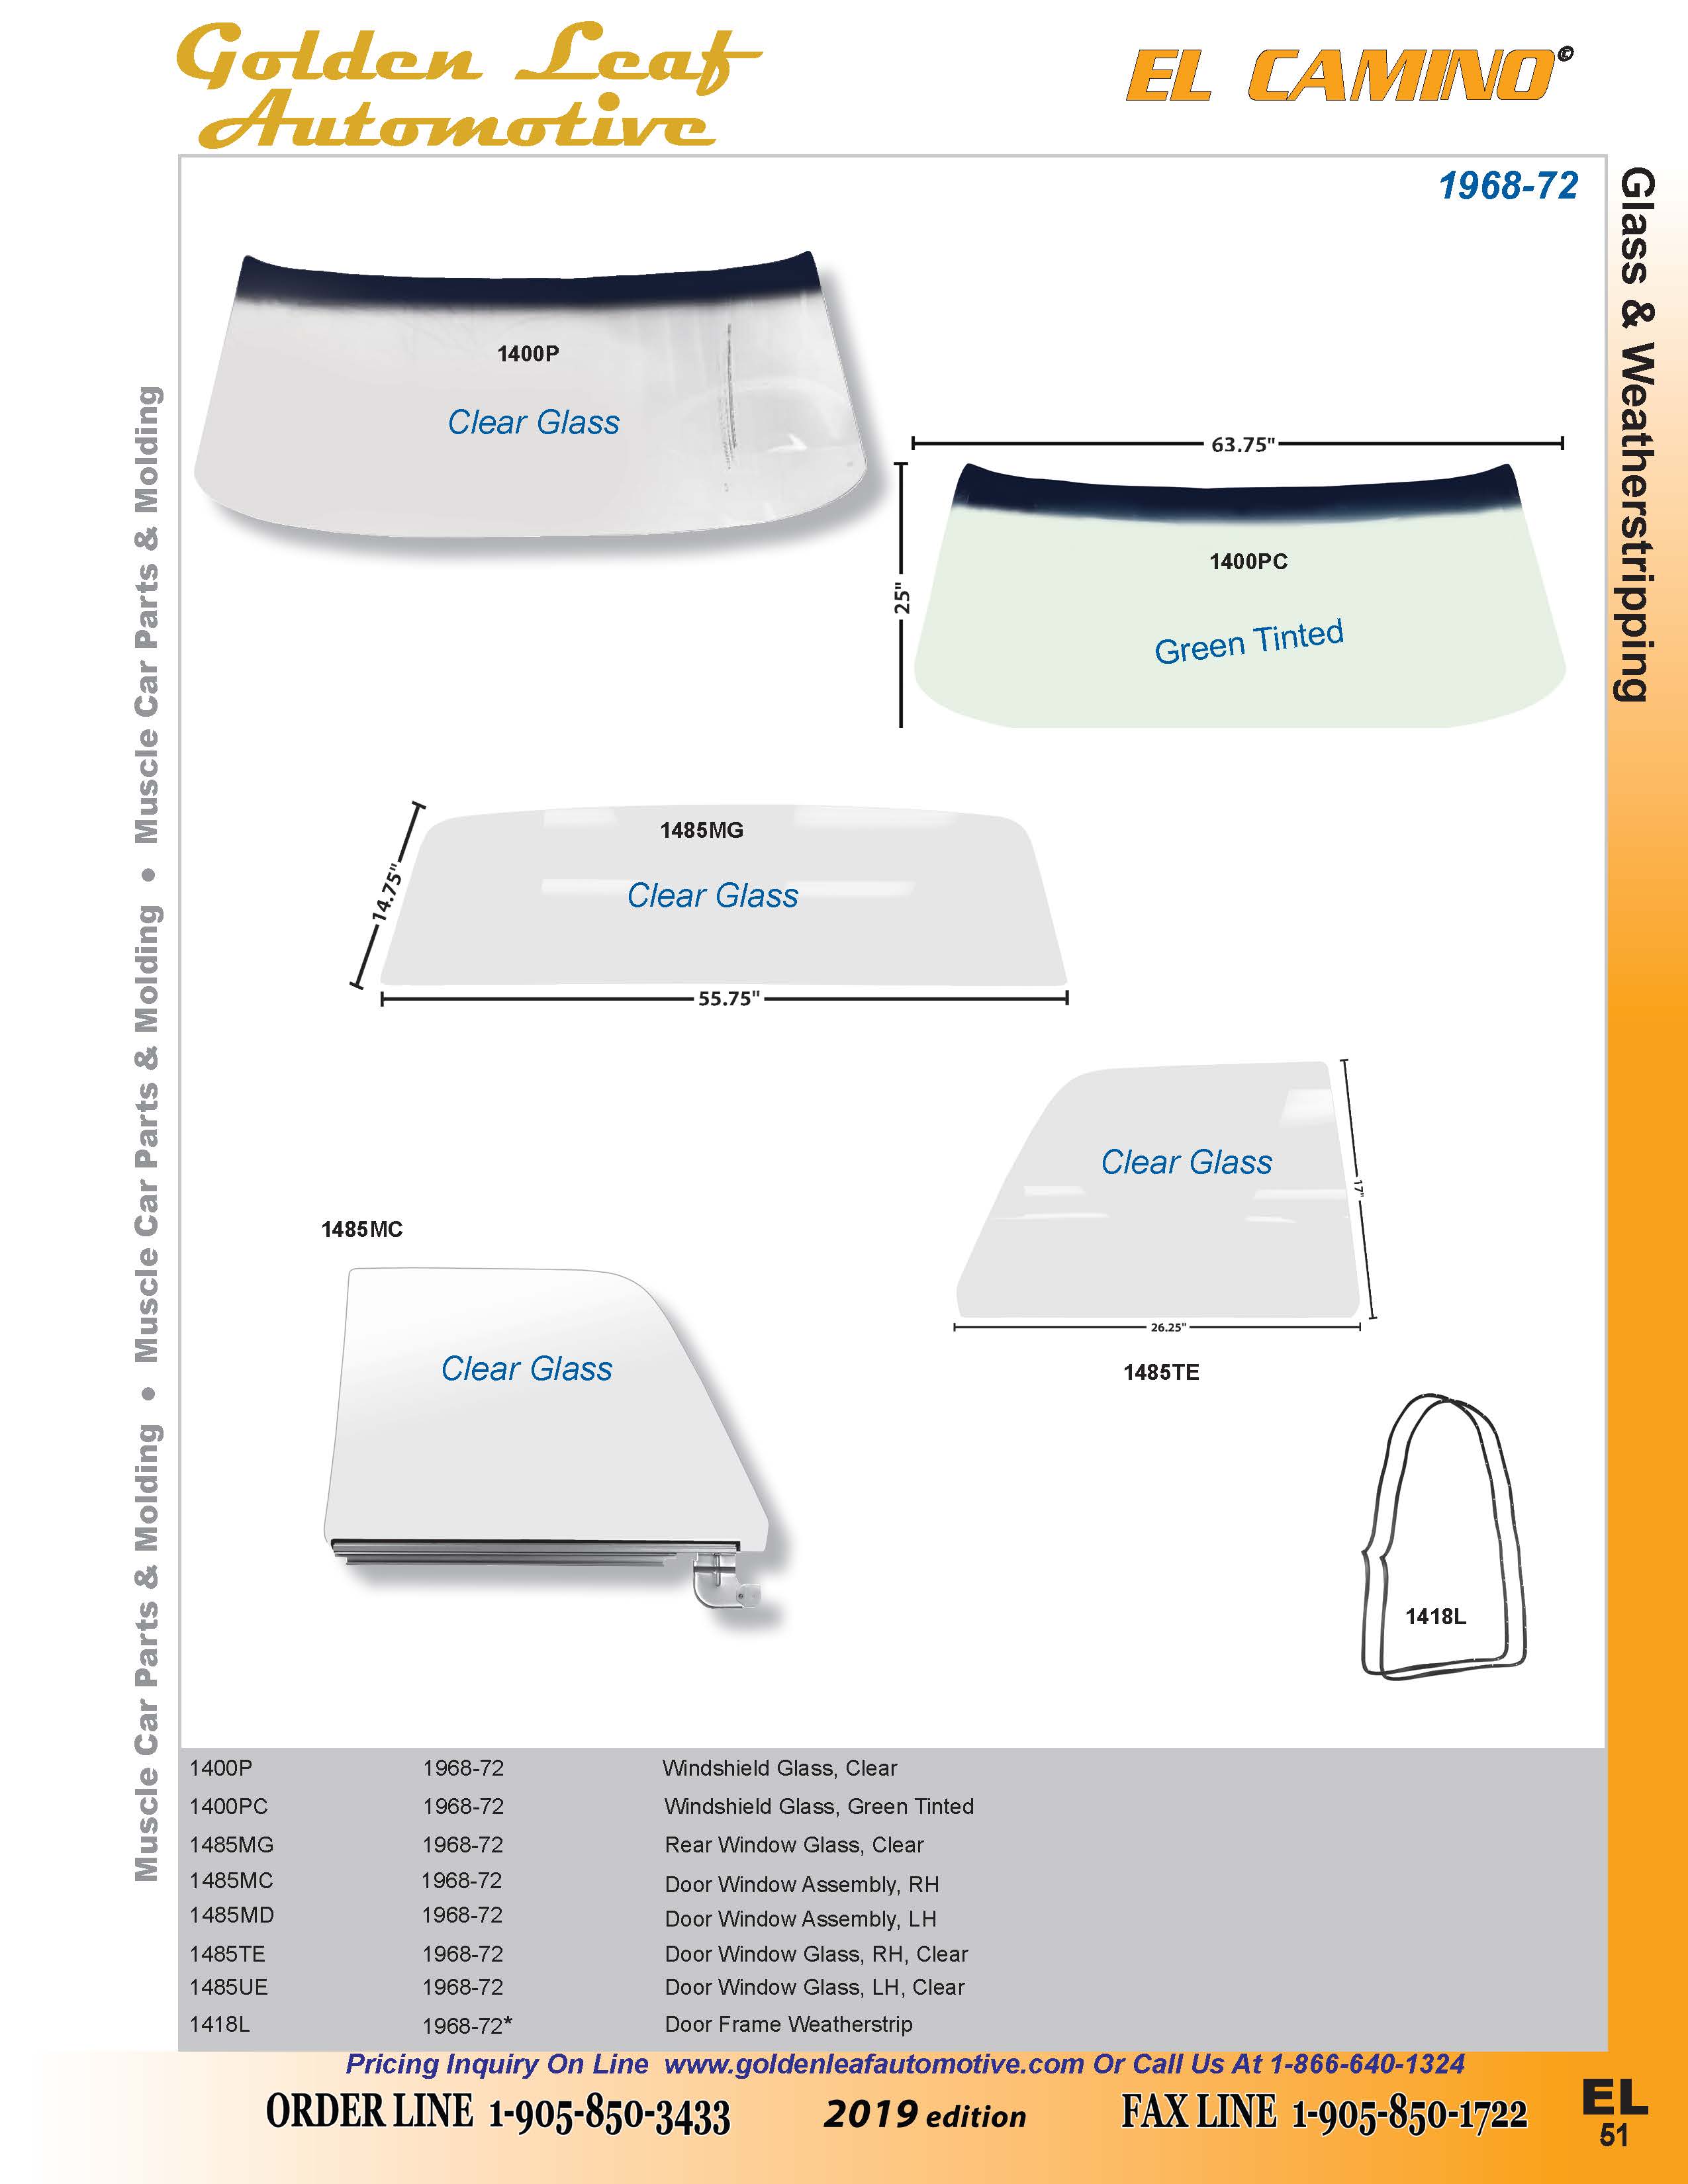 Golden Leaf
Automotive
EL CAMINO©
1968-72
Glass & Weatherstripping
Muscle Car Parts & Molding • Muscle Car Parts & Molding • Muscle Car Parts & Molding
1400P
Clear Glass
63.75"
25"
1400PC
Green Tinted
14.75"
1485MG
Clear Glass
55.75"
Clear Glass
17"
26.25"
1485TE
1485MC
Clear Glass
1418L
1400P 1968-72 Windshield Glass, Clear
1400PC 1968-72 Windshield Glass, Green Tinted
1485MG 1968-72 Rear Window Glass, Clear
1485MC 1968-72 Door Window Assembly, RH
1485MD 1968-72 Door Window Assembly, LH
1485TE 1968-72 Door Window Glass, RH, Clear
1485UE 1968-72 Door Window Glass, LH, Clear
1418L 1968-72* Door Frame Weatherstrip
Pricing Inquiry On Line www.goldenleafautomotive.com Or Call Us At 1-866-640-1324
ORDER LINE 1-905-850-3433 2019 edition FAX LINE 1-905-850-1722
EL
51